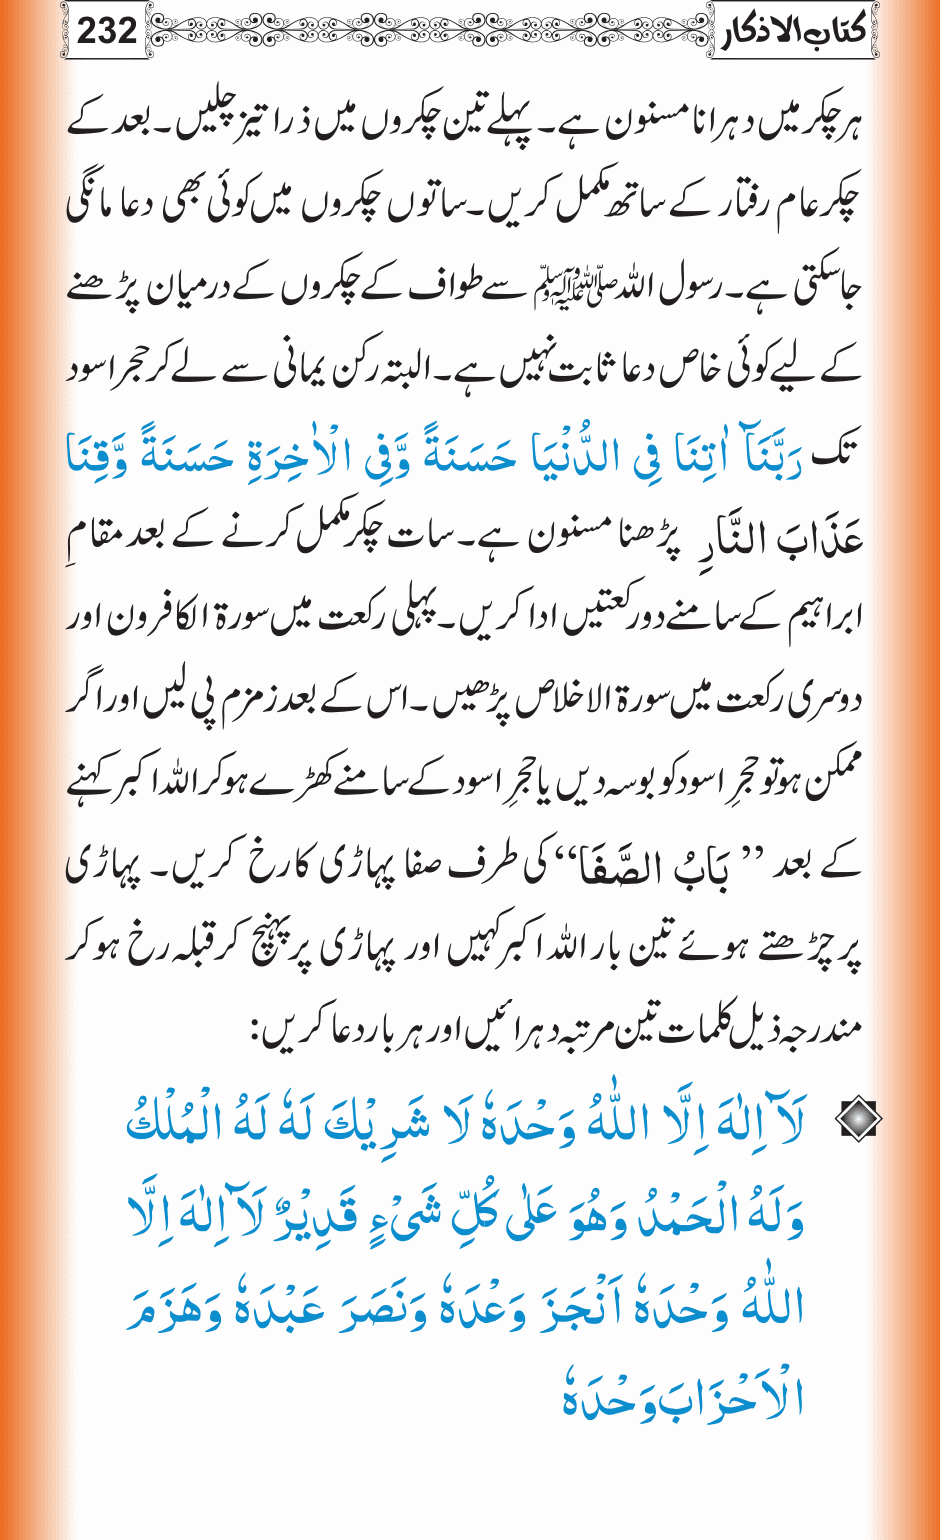 232 کتاب الاذکار
ہر چکر میں دہرانا مسنون ہے۔ پہلے تین چکروں میں ذرا تیز چلیں۔ بعد کے
چکر عام رفتار کے ساتھ مکمل کریں۔ ساتوں چکروں میں کوئی بھی دعا مانگی
جاسکتی ہے۔ رسول اللہ ﷺ سے طواف کے چکروں کے درمیان پڑھنے
کے لیے کوئی خاص دعا ثابت نہیں ہے۔ البتہ رکن یمانی سے لے کر حجر اسود
تک رَبَّنَآ اٰتِنَا فِي الدُّنْيَا حَسَنَةً وَّفِي الْاٰخِرَةِ حَسَنَةً وَّقِنَا
عَذَابَ النَّارِ پڑھنا مسنون ہے۔ سات چکر مکمل کرنے کے بعد مقامِ
ابراہیم کے سامنے دو رکعتیں ادا کریں۔ پہلی رکعت میں سورۃ الکافرون اور
دوسری رکعت میں سورۃ الاخلاص پڑھیں۔ اس کے بعد زمزم پی لیں اور اگر
ممکن ہو تو حجرِ اسود کو بوسہ دیں یا حجرِ اسود کے سامنے کھڑے ہو کر اللہ اکبر کہنے
کے بعد ”بَابُ الصَّفَا“ کی طرف صفا پہاڑی کا رخ کریں۔ پہاڑی
پر چڑھتے ہوئے تین بار اللہ اکبر کہیں اور پہاڑی پر پہنچ کر قبلہ رخ ہو کر
مندرجہ ذیل کلمات تین مرتبہ دہرائیں اور ہر بار دعا کریں:
لَآ اِلٰهَ اِلَّا اللّٰهُ وَحْدَهٗ لَا شَرِيْكَ لَهٗ لَهُ الْمُلْكُ
وَلَهُ الْحَمْدُ وَهُوَ عَلٰى كُلِّ شَىْءٍ قَدِيْرٌ لَآ اِلٰهَ اِلَّا
اللّٰهُ وَحْدَهٗ اَنْجَزَ وَعْدَهٗ وَنَصَرَ عَبْدَهٗ وَهَزَمَ
الْاَحْزَابَ وَحْدَهٗ